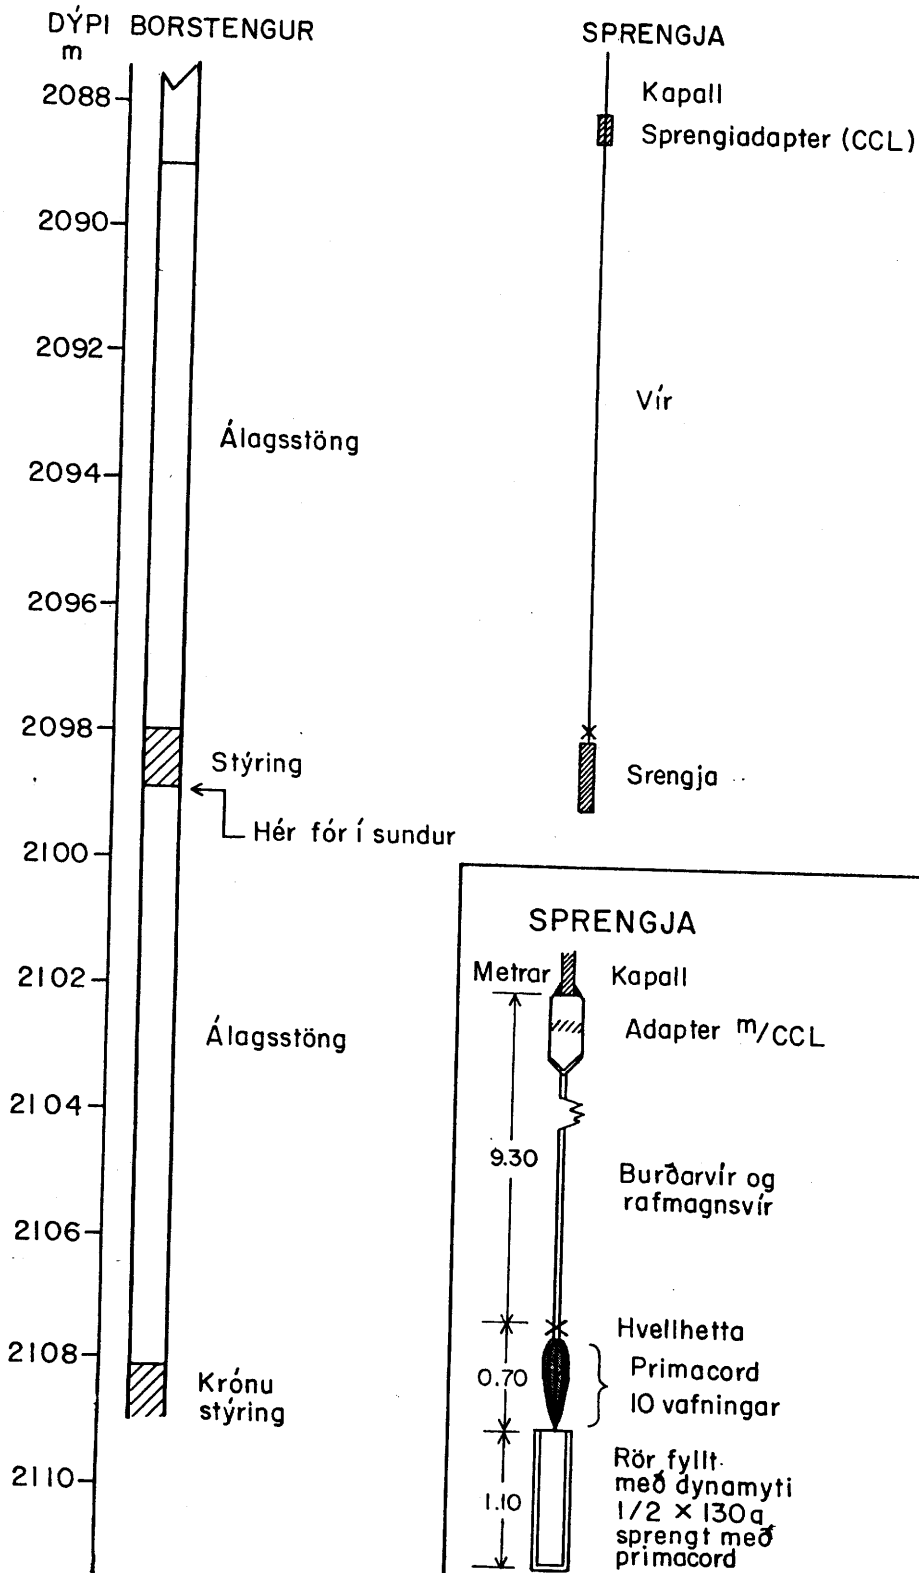 DÝPI BORSTENGUR
m
2088
2090
2092
2094
2096
2098
2100
2102
2104
2106
2108
2110
Álagsstöng
Stýring
Hér fór í sundur
Álagsstöng
Krónu
stýring
SPRENGJA
Kapall
Sprengiadapter (CCL)
Vír
Srengja
SPRENGJA
Metrar
Kapall
Adapter m/CCL
9.30
Burðarvír og
rafmagnsvír
Hvellhetta
0.70
Primacord
10 vafningar
1.10
Rör fyllt
með dynamyti
1/2 × 130g
sprengt með
primacord